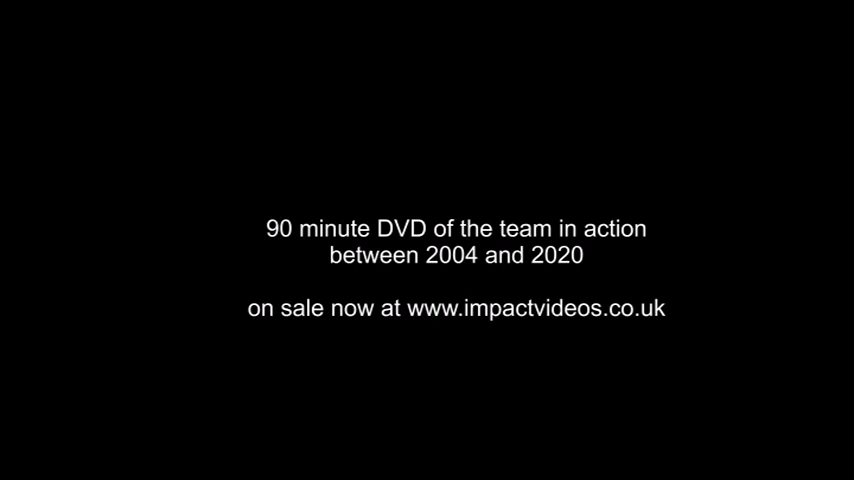 90 minute DVD of the team in action
between 2004 and 2020
on sale now at www.impactvideos.co.uk